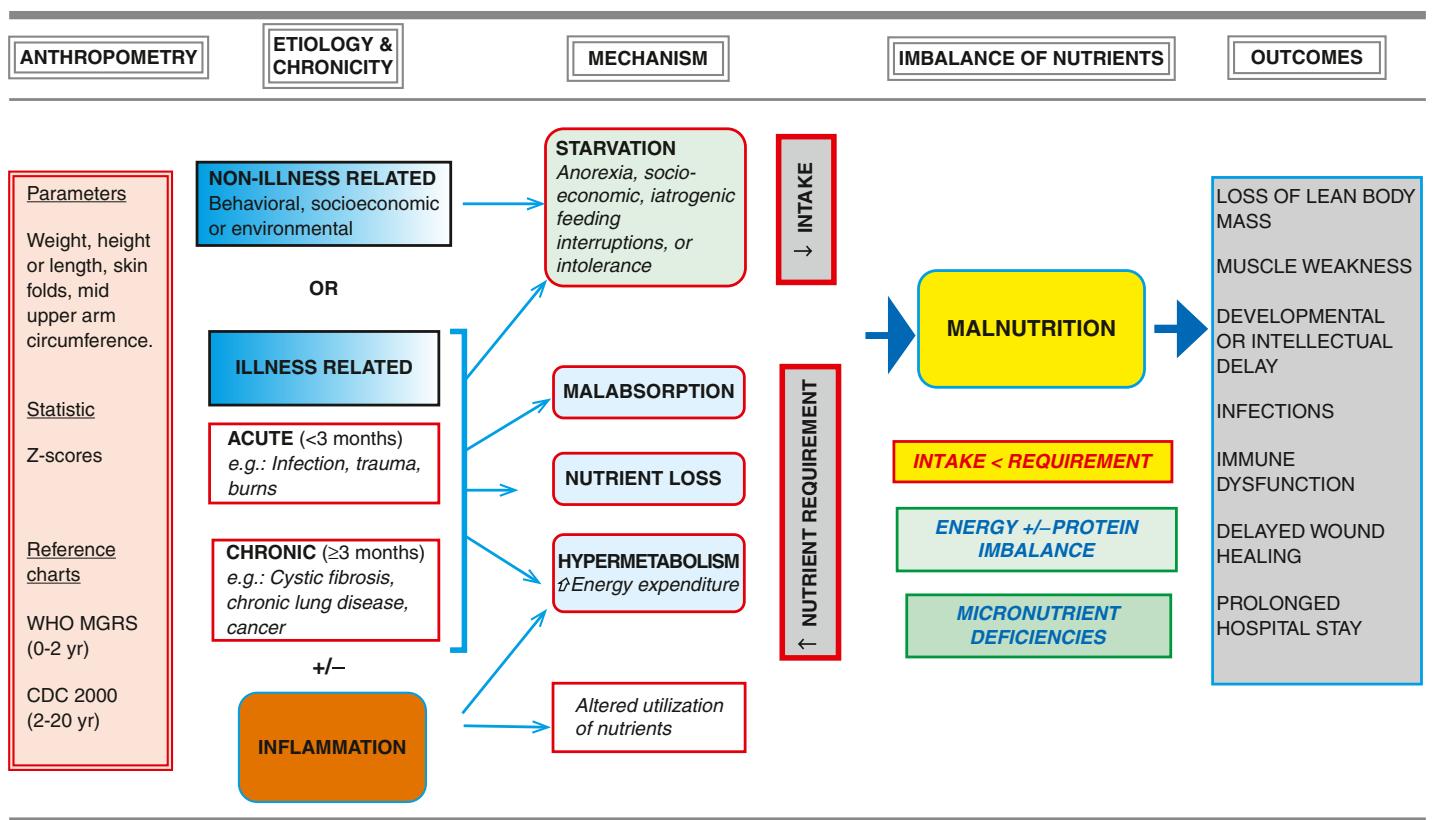 ANTHROPOMETRY
ETIOLOGY &
CHRONICITY
MECHANISM
IMBALANCE OF NUTRIENTS
OUTCOMES
Parameters
Weight, height
or length, skin
folds, mid
upper arm
circumference.
Statistic
Z-scores
Reference
charts
WHO MGRS
(0-2 yr)
CDC 2000
(2-20 yr)
NON-ILLNESS RELATED
Behavioral, socioeconomic
or environmental
OR
ILLNESS RELATED
ACUTE (<3 months)
e.g.: Infection, trauma,
burns
CHRONIC (≥3 months)
e.g.: Cystic fibrosis,
chronic lung disease,
cancer
+/–
INFLAMMATION
STARVATION
Anorexia, socio-
economic, iatrogenic
feeding
interruptions, or
intolerance
MALABSORPTION
NUTRIENT LOSS
HYPERMETABOLISM
⇧Energy expenditure
Altered utilization
of nutrients
↓ INTAKE
↑ NUTRIENT REQUIREMENT
MALNUTRITION
INTAKE < REQUIREMENT
ENERGY +/–PROTEIN
IMBALANCE
MICRONUTRIENT
DEFICIENCIES
LOSS OF LEAN BODY
MASS
MUSCLE WEAKNESS
DEVELOPMENTAL
OR INTELLECTUAL
DELAY
INFECTIONS
IMMUNE
DYSFUNCTION
DELAYED WOUND
HEALING
PROLONGED
HOSPITAL STAY